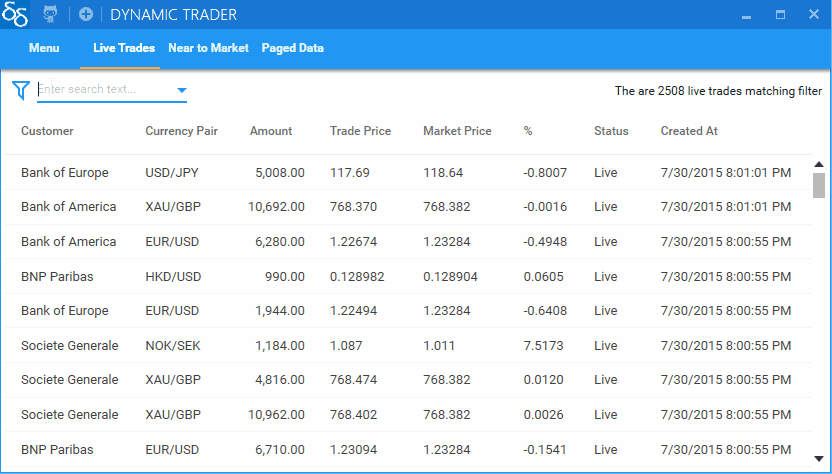 DYNAMIC TRADER
Menu Live Trades Near to Market Paged Data
Enter search text... The are 2508 live trades matching filter
Customer Currency Pair Amount Trade Price Market Price % Status Created At
Bank of Europe USD/JPY 5,008.00 117.69 118.64 -0.8007 Live 7/30/2015 8:01:01 PM
Bank of America XAU/GBP 10,692.00 768.370 768.382 -0.0016 Live 7/30/2015 8:01:01 PM
Bank of America EUR/USD 6,280.00 1.22674 1.23284 -0.4948 Live 7/30/2015 8:00:55 PM
BNP Paribas HKD/USD 990.00 0.128982 0.128904 0.0605 Live 7/30/2015 8:00:55 PM
Bank of Europe EUR/USD 1,944.00 1.22494 1.23284 -0.6408 Live 7/30/2015 8:00:55 PM
Societe Generale NOK/SEK 1,184.00 1.087 1.011 7.5173 Live 7/30/2015 8:00:55 PM
Societe Generale XAU/GBP 4,816.00 768.474 768.382 0.0120 Live 7/30/2015 8:00:55 PM
Societe Generale XAU/GBP 10,962.00 768.402 768.382 0.0026 Live 7/30/2015 8:00:55 PM
BNP Paribas EUR/USD 6,710.00 1.23094 1.23284 -0.1541 Live 7/30/2015 8:00:55 PM